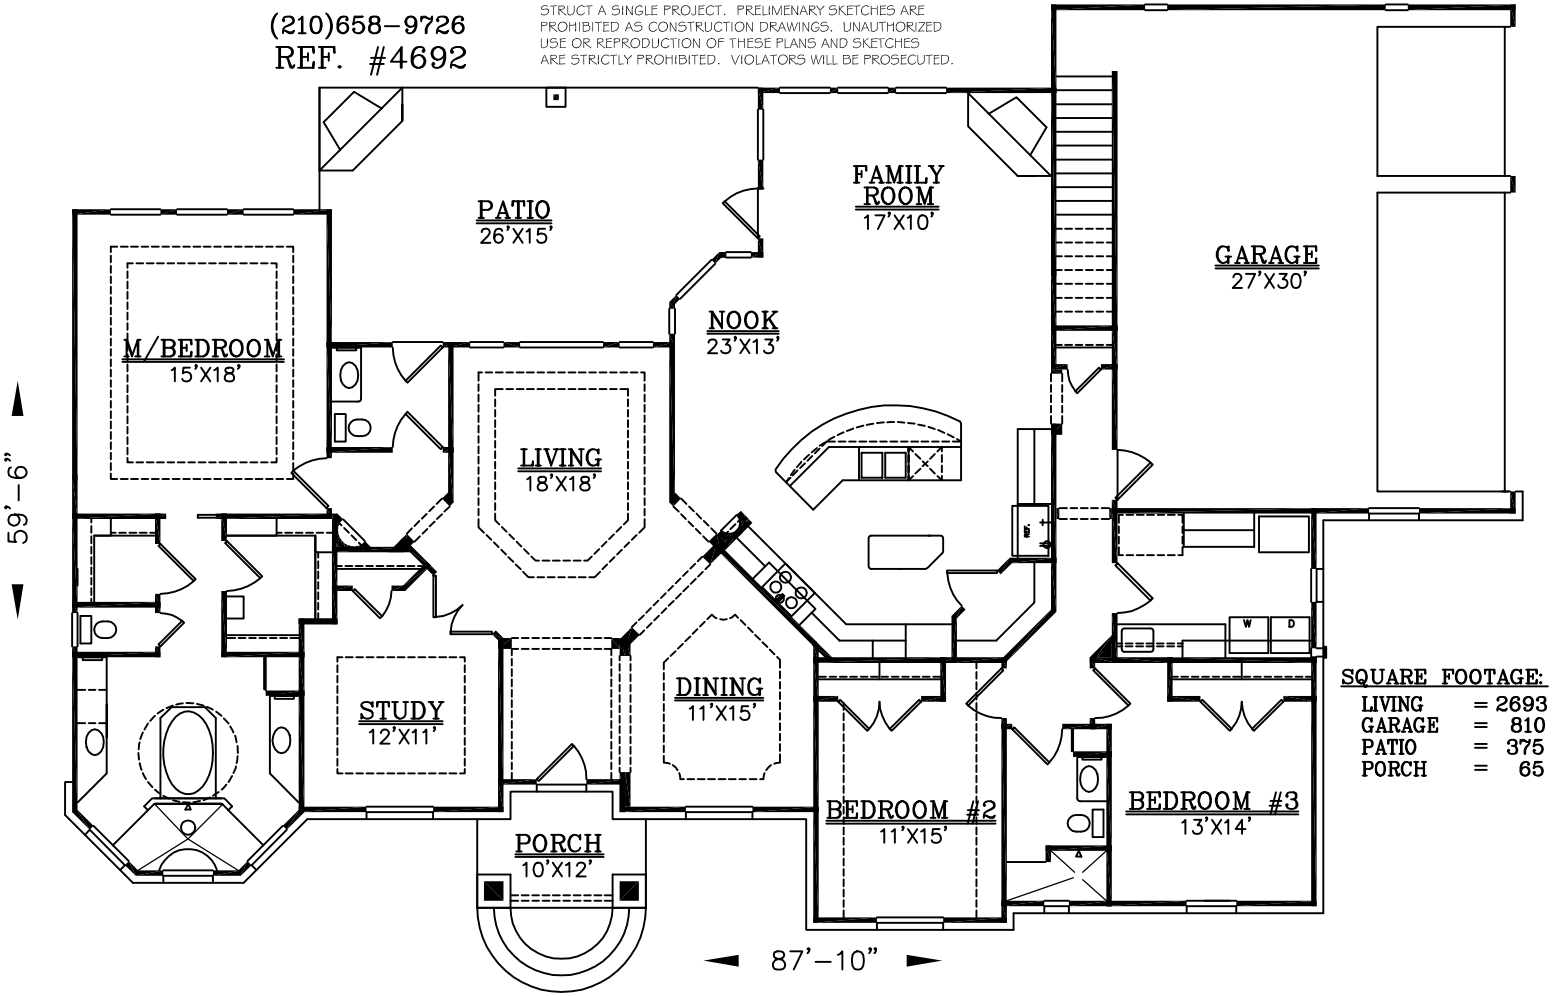 (210)658-9726
REF. #4692
STRUCT A SINGLE PROJECT. PRELIMENARY SKETCHES ARE
PROHIBITED AS CONSTRUCTION DRAWINGS. UNAUTHORIZED
USE OR REPRODUCTION OF THESE PLANS AND SKETCHES
ARE STRICTLY PROHIBITED. VIOLATORS WILL BE PROSECUTED.
PATIO
26'X15'
FAMILY
ROOM
17'X10'
GARAGE
27'X30'
NOOK
23'X13'
M/BEDROOM
15'X18'
LIVING
18'X18'
59'-6"
REF.
W
D
STUDY
12'X11'
DINING
11'X15'
SQUARE FOOTAGE:
LIVING = 2693
GARAGE = 810
PATIO = 375
PORCH = 65
BEDROOM #2
11'X15'
BEDROOM #3
13'X14'
PORCH
10'X12'
87'-10"